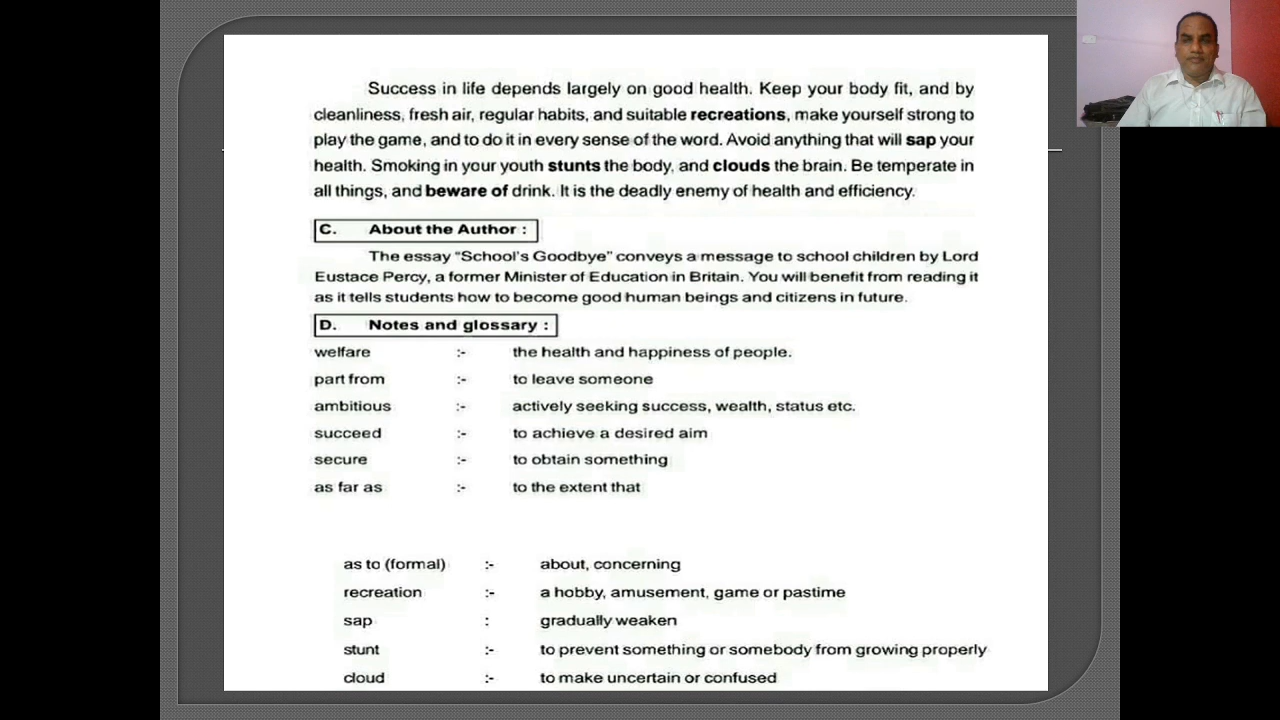 Success in life depends largely on good health. Keep your body fit, and by
cleanliness, fresh air, regular habits, and suitable recreations, make yourself strong to
play the game, and to do it in every sense of the word. Avoid anything that will sap your
health. Smoking in your youth stunts the body, and clouds the brain. Be temperate in
all things, and beware of drink. It is the deadly enemy of health and efficiency.
C. About the Author :
The essay “School's Goodbye” conveys a message to school children by Lord
Eustace Percy, a former Minister of Education in Britain. You will benefit from reading it
as it tells students how to become good human beings and citizens in future.
D. Notes and glossary :
welfare :- the health and happiness of people.
part from :- to leave someone
ambitious :- actively seeking success, wealth, status etc.
succeed :- to achieve a desired aim
secure :- to obtain something
as far as :- to the extent that
as to (formal) :- about, concerning
recreation :- a hobby, amusement, game or pastime
sap : gradually weaken
stunt :- to prevent something or somebody from growing properly
cloud :- to make uncertain or confused